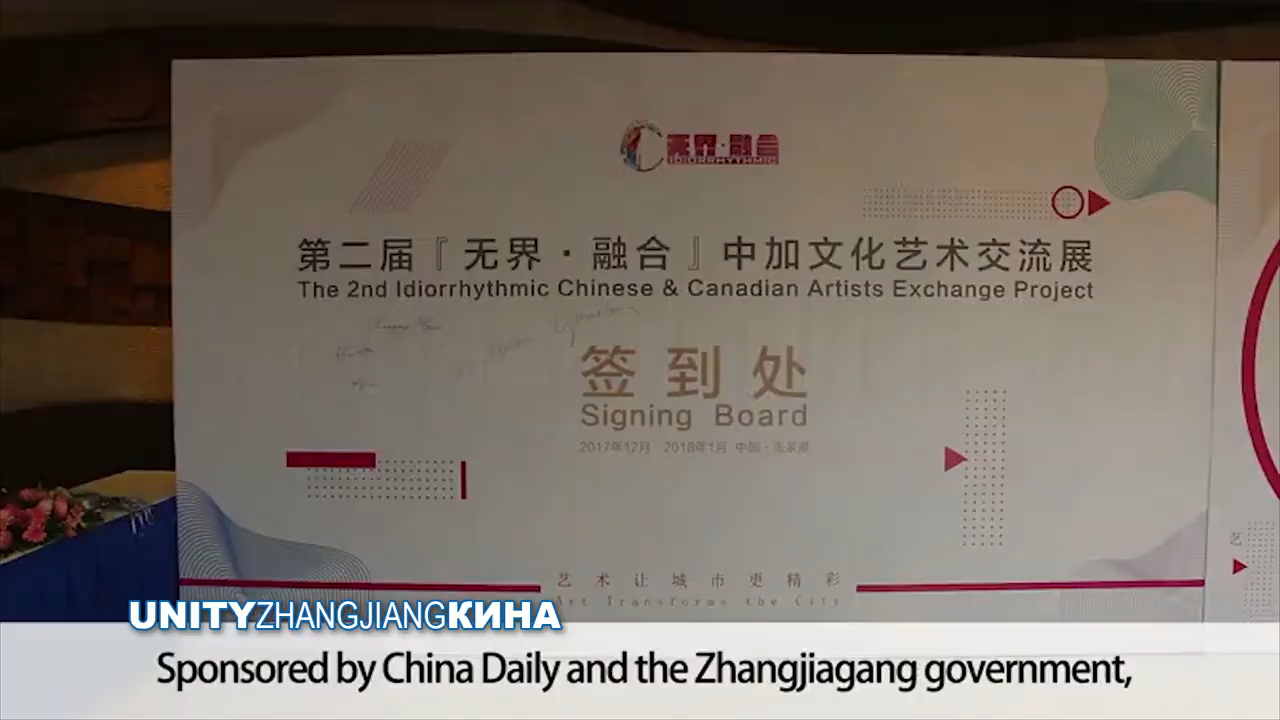 无界·融合
IDIORRHYTHMIC
第二届『无界·融合』中加文化艺术交流展
The 2nd Idiorrhythmic Chinese & Canadian Artists Exchange Project
签到处
Signing Board
2017年12月 2018年1月 中国·张家港
艺术让城市更精彩
Art Transforms the City
艺
UNITYZHANGJIANGКИНА
Sponsored by China Daily and the Zhangjiagang government,